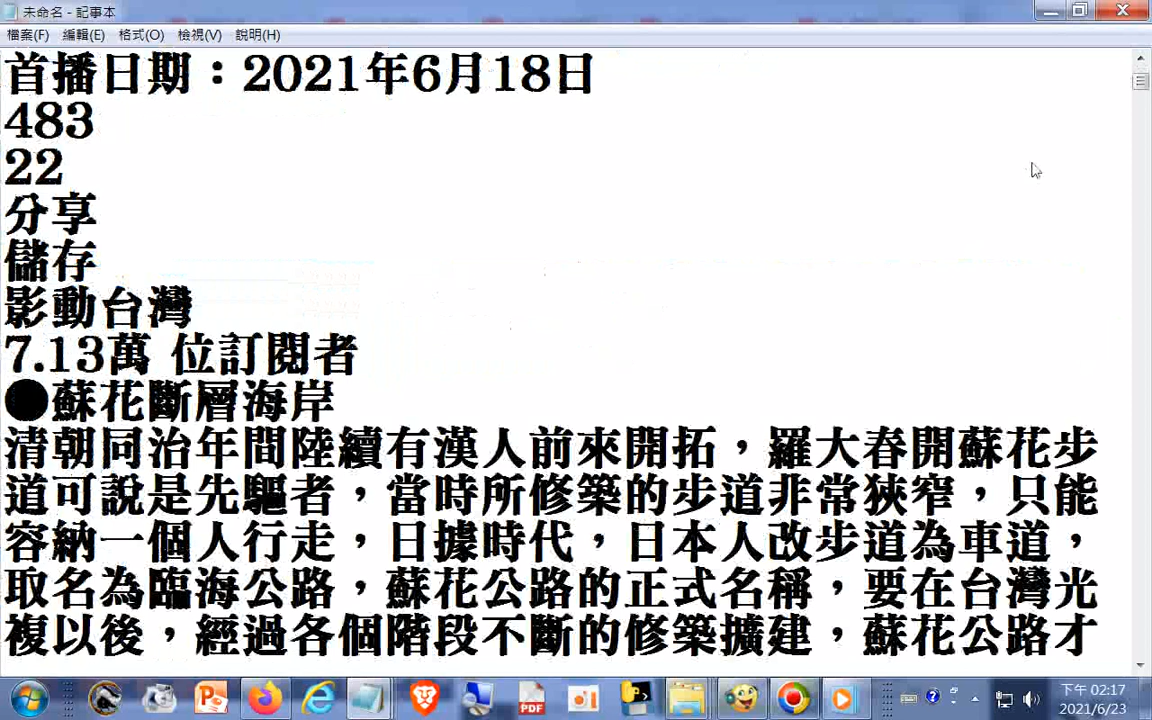 未命名 - 記事本
檔案(F) 編輯(E) 格式(O) 檢視(V) 說明(H)
首播日期：2021年6月18日
483
22
分享
儲存
影動台灣
7.13萬 位訂閱者
●蘇花斷層海岸
清朝同治年間陸續有漢人前來開拓，羅大春開蘇花步
道可說是先驅者，當時所修築的步道非常狹窄，只能
容納一個人行走，日據時代，日本人改步道為車道，
取名為臨海公路，蘇花公路的正式名稱，要在台灣光
複以後，經過各個階段不斷的修築擴建，蘇花公路才
下午 02:17
2021/6/23